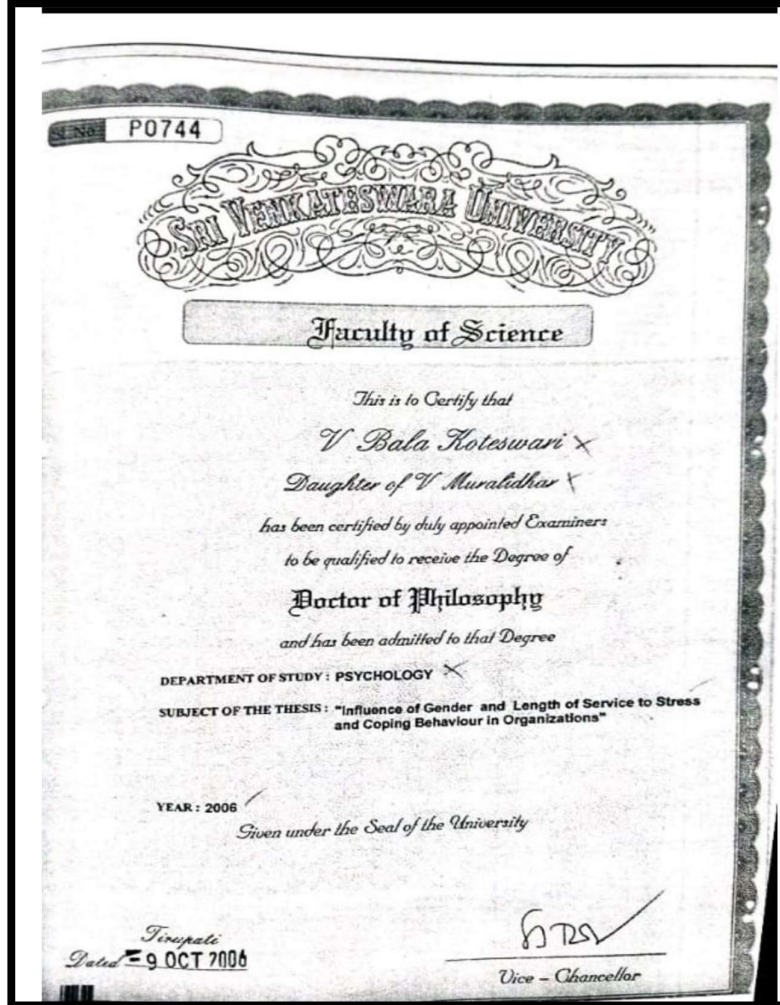 Sl. No. P0744
SRI VENKATESWARA UNIVERSITY
Faculty of Science
This is to Certify that
V Bala Koteswari
Daughter of V Muralidhar
has been certified by duly appointed Examiners
to be qualified to receive the Degree of
Doctor of Philosophy
and has been admitted to that Degree
DEPARTMENT OF STUDY : PSYCHOLOGY
SUBJECT OF THE THESIS : "Influence of Gender and Length of Service to Stress
and Coping Behaviour in Organizations"
YEAR : 2006
Given under the Seal of the University
Tirupati
Dated - 9 OCT 2006
Vice - Chancellor